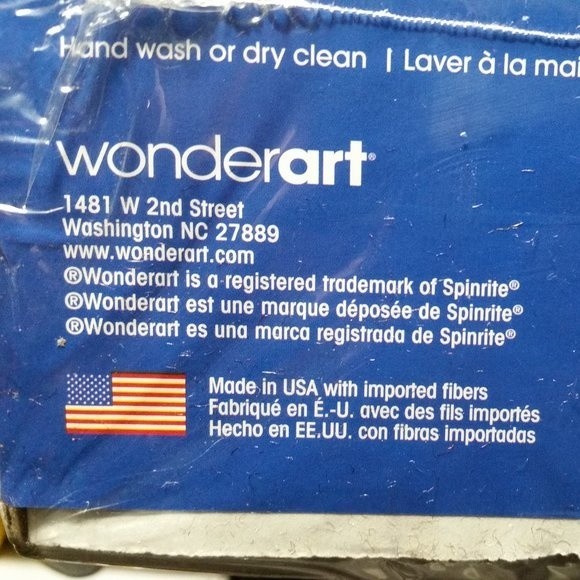 Hand wash or dry clean | Laver à la mai
wonderart®
1481 W 2nd Street
Washington NC 27889
www.wonderart.com
®Wonderart is a registered trademark of Spinrite®
®Wonderart est une marque déposée de Spinrite®
®Wonderart es una marca registrada de Spinrite®
Made in USA with imported fibers
Fabriqué en É.-U. avec des fils importés
Hecho en EE.UU. con fibras importadas